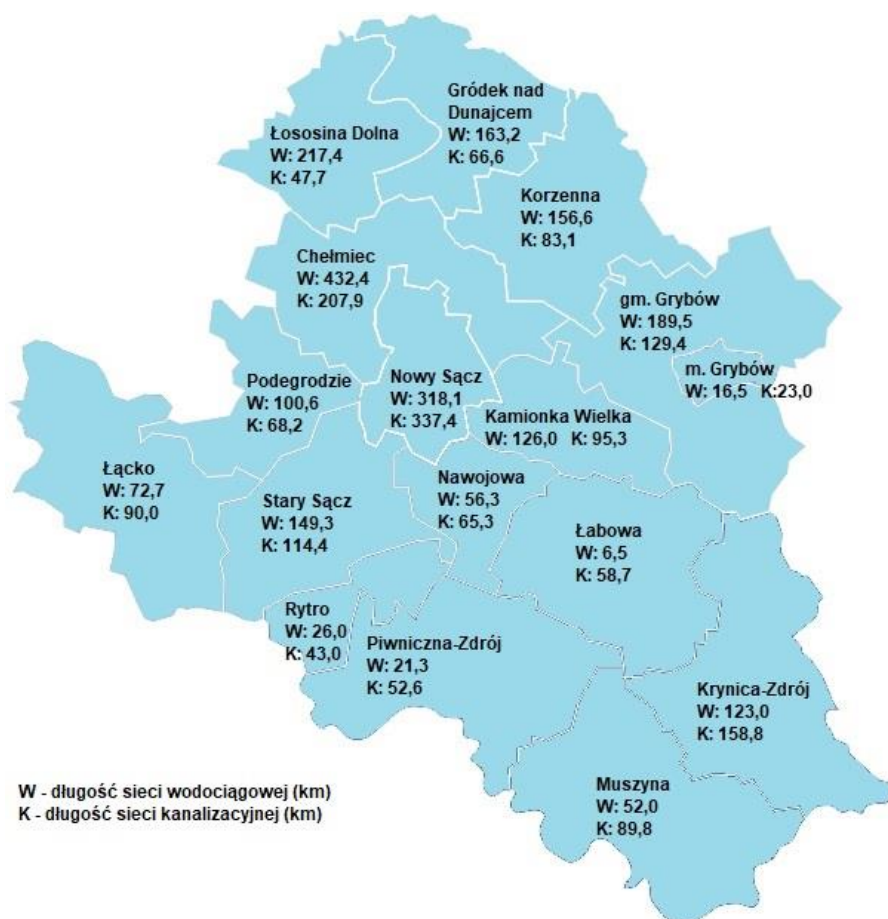 Gródek nad
Dunajcem
W: 163,2
K: 66,6
Łososina Dolna
W: 217,4
K: 47,7
Korzenna
W: 156,6
K: 83,1
Chełmiec
W: 432,4
K: 207,9
gm. Grybów
W: 189,5
K: 129,4
m. Grybów
W: 16,5 K:23,0
Podegrodzie
W: 100,6
K: 68,2
Nowy Sącz
W: 318,1
K: 337,4
Kamionka Wielka
W: 126,0 K: 95,3
Łącko
W: 72,7
K: 90,0
Stary Sącz
W: 149,3
K: 114,4
Nawojowa
W: 56,3
K: 65,3
Łabowa
W: 6,5
K: 58,7
Rytro
W: 26,0
K: 43,0
Piwniczna-Zdrój
W: 21,3
K: 52,6
Krynica-Zdrój
W: 123,0
K: 158,8
Muszyna
W: 52,0
K: 89,8
W - długość sieci wodociągowej (km)
K - długość sieci kanalizacyjnej (km)